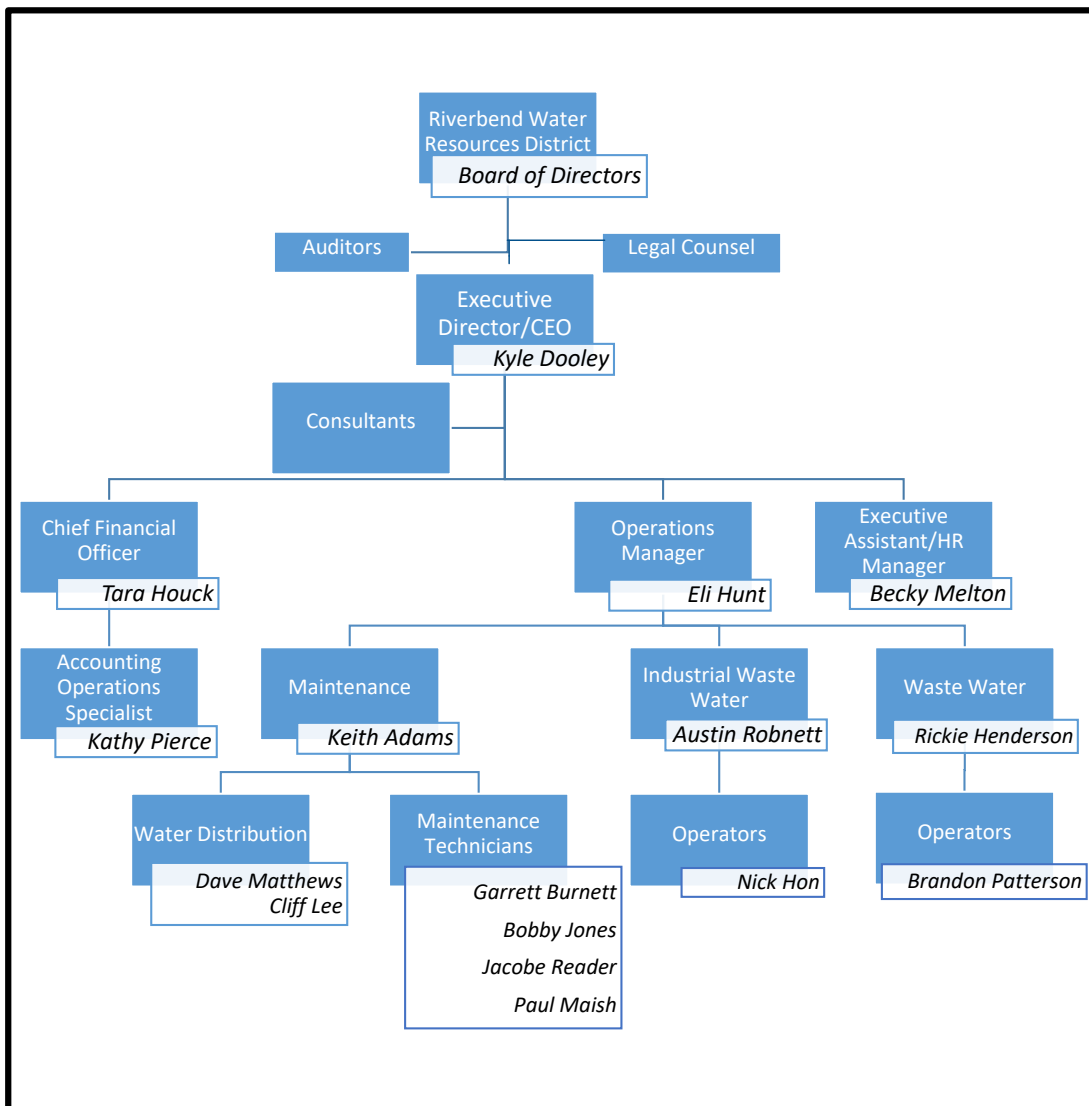 Riverbend Water
Resources District
Board of Directors
Auditors
Legal Counsel
Executive
Director/CEO
Kyle Dooley
Consultants
Chief Financial
Officer
Tara Houck
Operations
Manager
Eli Hunt
Executive
Assistant/HR
Manager
Becky Melton
Accounting
Operations
Specialist
Kathy Pierce
Maintenance
Keith Adams
Industrial Waste
Water
Austin Robnett
Waste Water
Rickie Henderson
Water Distribution
Dave Matthews
Cliff Lee
Maintenance
Technicians
Garrett Burnett
Bobby Jones
Jacobe Reader
Paul Maish
Operators
Nick Hon
Operators
Brandon Patterson